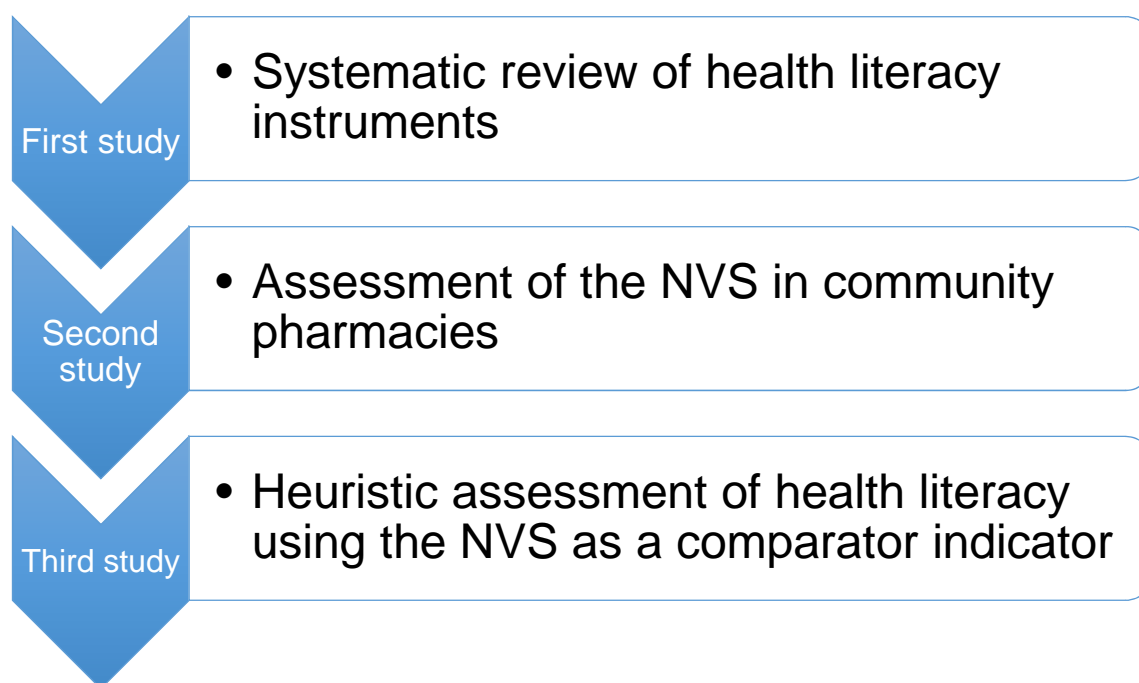 First study
• Systematic review of health literacy
instruments
Second
study
• Assessment of the NVS in community
pharmacies
Third study
• Heuristic assessment of health literacy
using the NVS as a comparator indicator